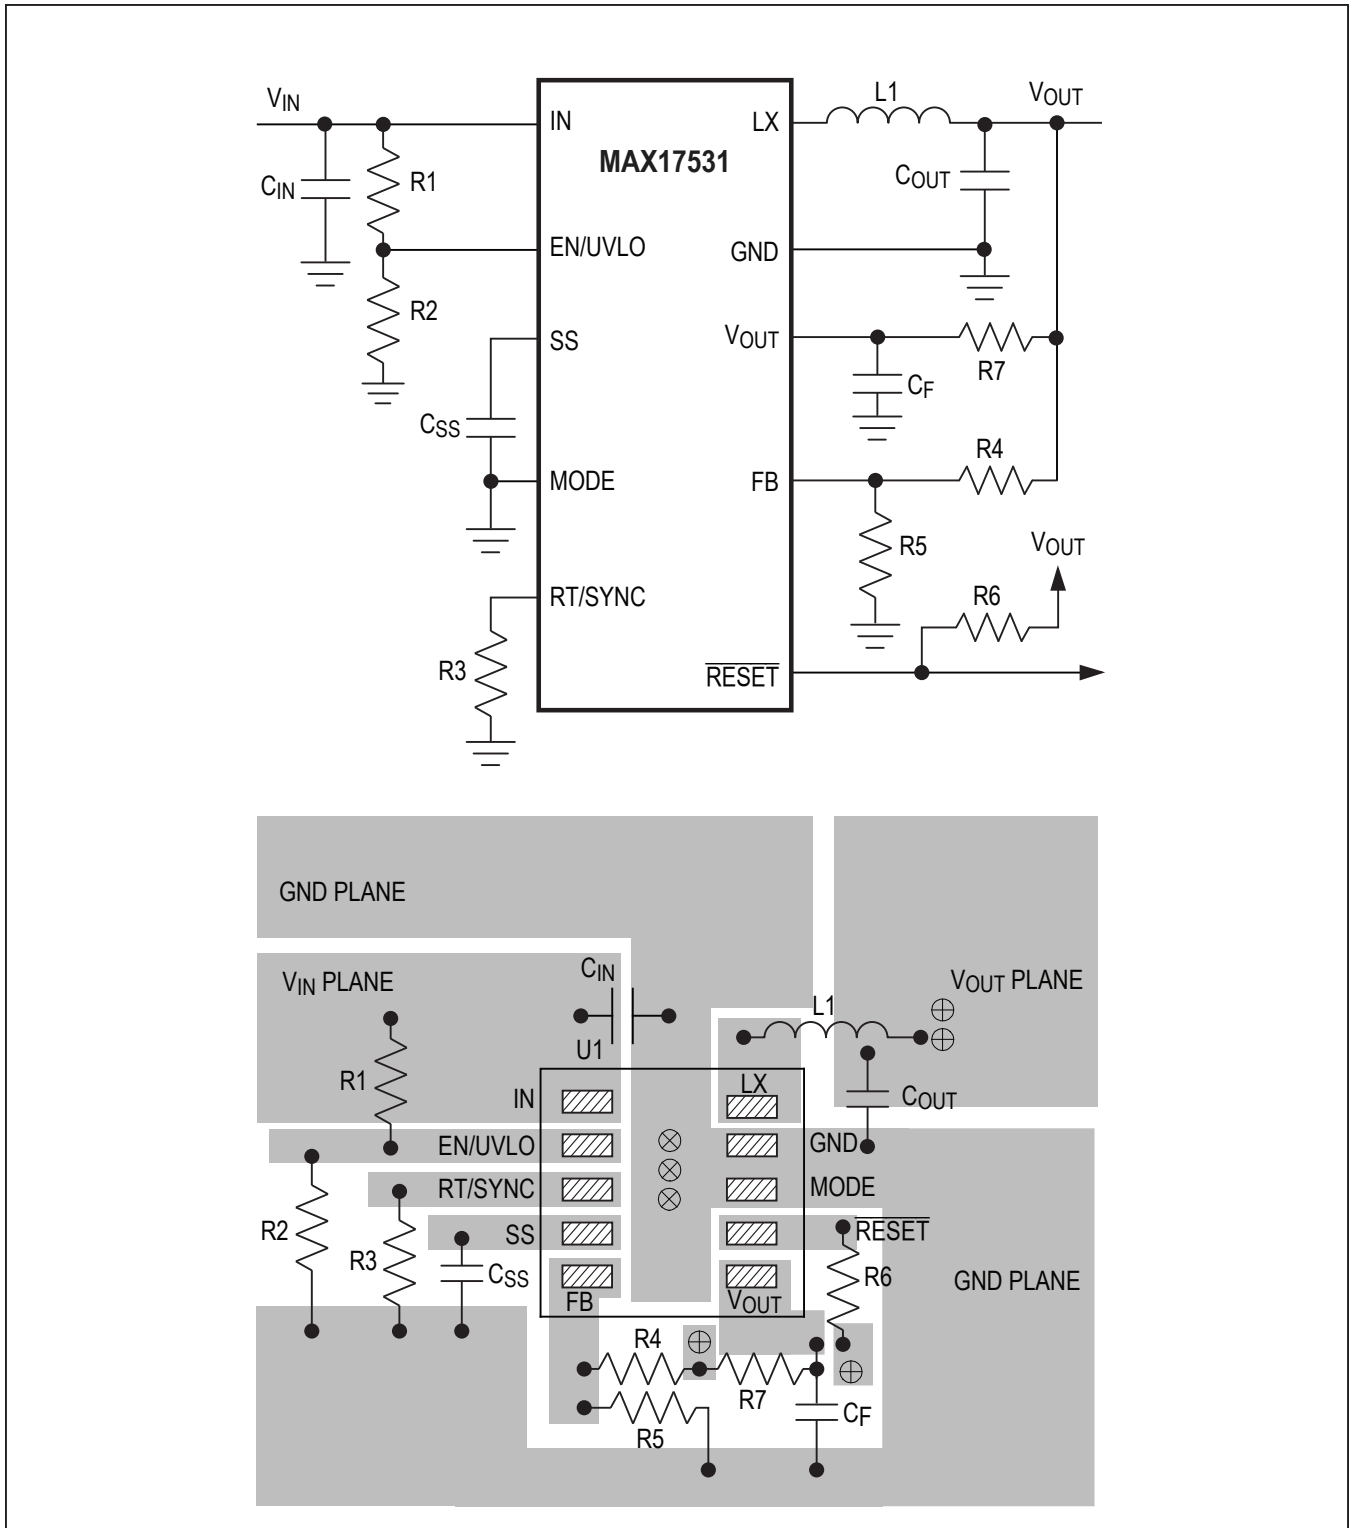 VIN
L1
VOUT
IN
LX
MAX17531
CIN
R1
COUT
EN/UVLO
GND
R2
SS
VOUT
R7
CF
CSS
R4
MODE
FB
R5
VOUT
RT/SYNC
R6
R3
RESET
GND PLANE
VIN PLANE
CIN
VOUT PLANE
L1
U1
R1
IN
LX
COUT
EN/UVLO
GND
RT/SYNC
MODE
R2
SS
RESET
R3
CSS
R6
GND PLANE
FB
VOUT
R4
R7
CF
R5